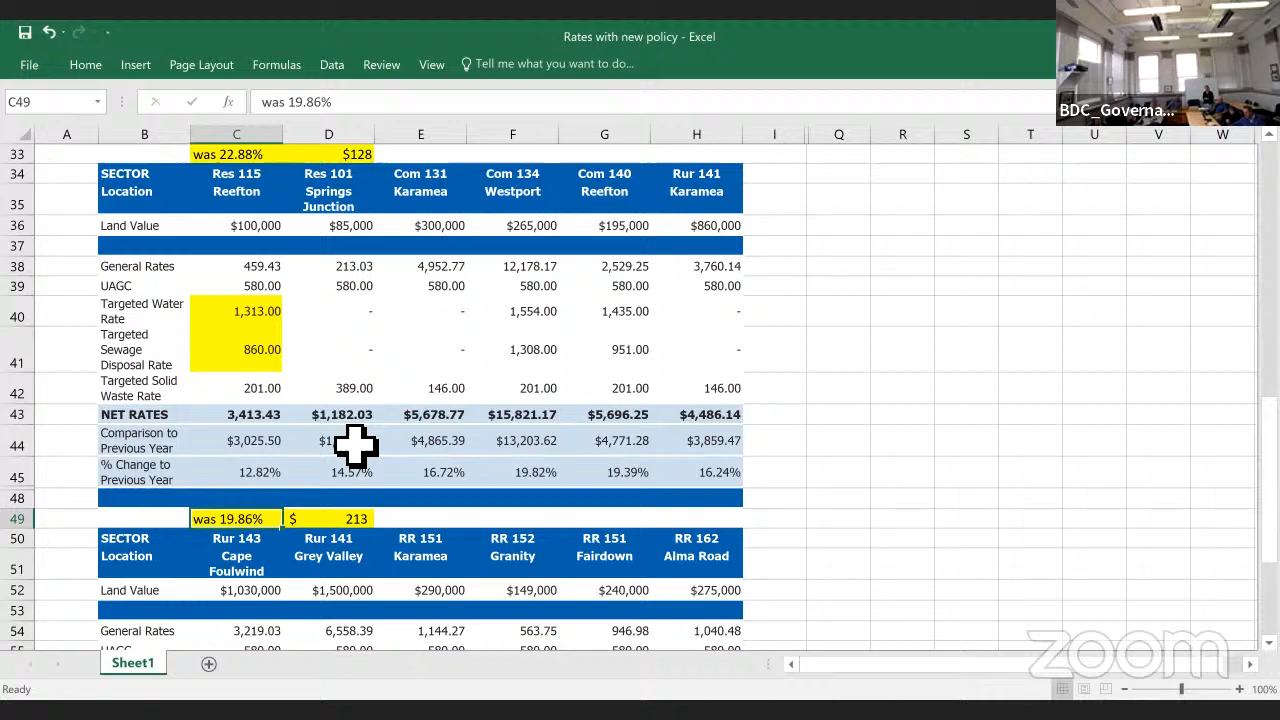 Rates with new policy - Excel
File Home Insert Page Layout Formulas Data Review View Tell me what you want to do...
BDC_Governa...
C49 fx was 19.86%
A B C D E F G H I Q R S T U V W
33 was 22.88% $128
34 SECTOR Res 115 Res 101 Com 131 Com 134 Com 140 Rur 141
35 Location Reefton Springs Karamea Westport Reefton Karamea
Junction
36 Land Value $100,000 $85,000 $300,000 $265,000 $195,000 $860,000
37
38 General Rates 459.43 213.03 4,952.77 12,178.17 2,529.25 3,760.14
39 UAGC 580.00 580.00 580.00 580.00 580.00 580.00
40 Targeted Water 1,313.00 - - 1,554.00 1,435.00 -
Rate
Targeted
41 Sewage 860.00 - - 1,308.00 951.00 -
Disposal Rate
42 Targeted Solid 201.00 389.00 146.00 201.00 201.00 146.00
Waste Rate
43 NET RATES 3,413.43 $1,182.03 $5,678.77 $15,821.17 $5,696.25 $4,486.14
44 Comparison to $3,025.50 $4,865.39 $13,203.62 $4,771.28 $3,859.47
Previous Year
45 % Change to 12.82% 14.57% 16.72% 19.82% 19.39% 16.24%
Previous Year
48
49 was 19.86% $ 213
50 SECTOR Rur 143 Rur 141 RR 151 RR 152 RR 151 RR 162
51 Location Cape Grey Valley Karamea Granity Fairdown Alma Road
Foulwind
52 Land Value $1,030,000 $1,500,000 $290,000 $149,000 $240,000 $275,000
53
54 General Rates 3,219.03 6,558.39 1,144.27 563.75 946.98 1,040.48
Sheet1
zoom
Ready 100%